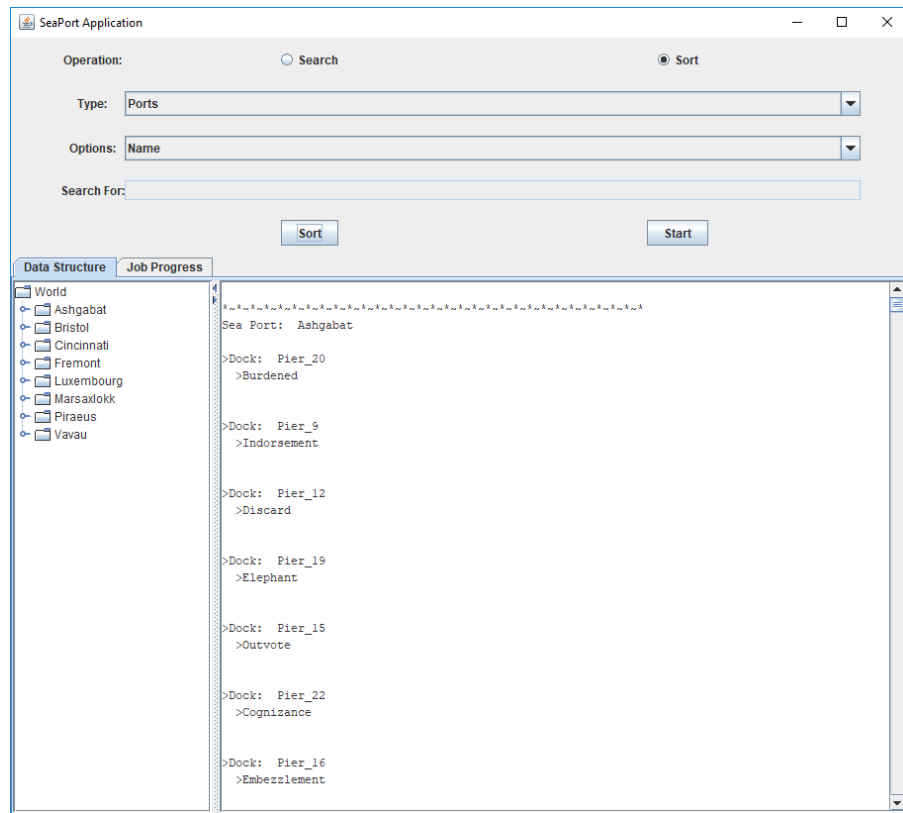 SeaPort Application
Operation: Search Sort
Type: Ports
Options: Name
Search For:
Sort Start
Data Structure Job Progress
World
Ashgabat
Bristol
Cincinnati
Fremont
Luxembourg
Marsaxlokk
Piraeus
Vavau
*~*~*~*~*~*~*~*~*~*~*~*~*~*~*~*~*~*~*~*~*~*~*~*~*~*~*~*~*~*~*
Sea Port:  Ashgabat
>Dock:  Pier_20
>Burdened
>Dock:  Pier_9
>Indorsement
>Dock:  Pier_12
>Discard
>Dock:  Pier_19
>Elephant
>Dock:  Pier_15
>Outvote
>Dock:  Pier_22
>Cognizance
>Dock:  Pier_16
>Embezzlement